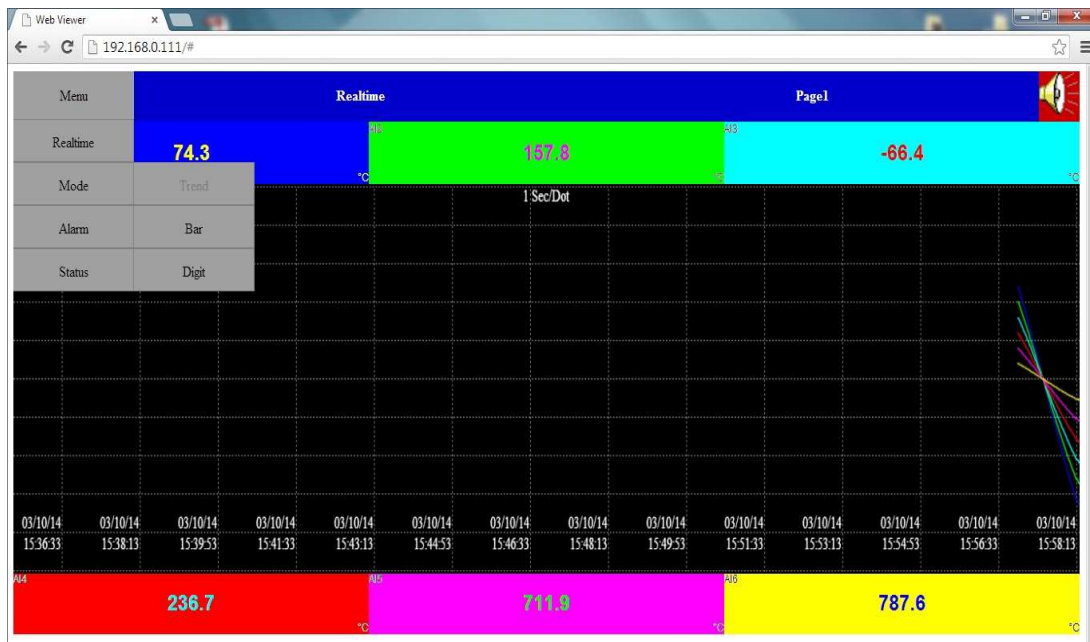 Web Viewer
192.168.0.111/#
Menu
Realtime
Page1
Realtime
74.3
°C
AI2
157.8
°C
AI3
-66.4
°C
Mode
Trend
Alarm
Bar
Status
Digit
1 Sec/Dot
03/10/14 03/10/14 03/10/14 03/10/14 03/10/14 03/10/14 03/10/14 03/10/14 03/10/14 03/10/14 03/10/14 03/10/14 03/10/14 03/10/14
15:36:33 15:38:13 15:39:53 15:41:33 15:43:13 15:44:53 15:46:33 15:48:13 15:49:53 15:51:33 15:53:13 15:54:53 15:56:33 15:58:13
AI4
236.7
°C
AI5
711.9
°C
AI6
787.6
°C